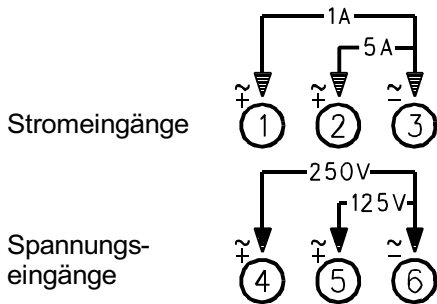 1A
5A
~ + ~ + ~ -
Stromeingänge 1 2 3
250V
125V
~ + ~ + ~ -
Spannungs-
eingänge 4 5 6